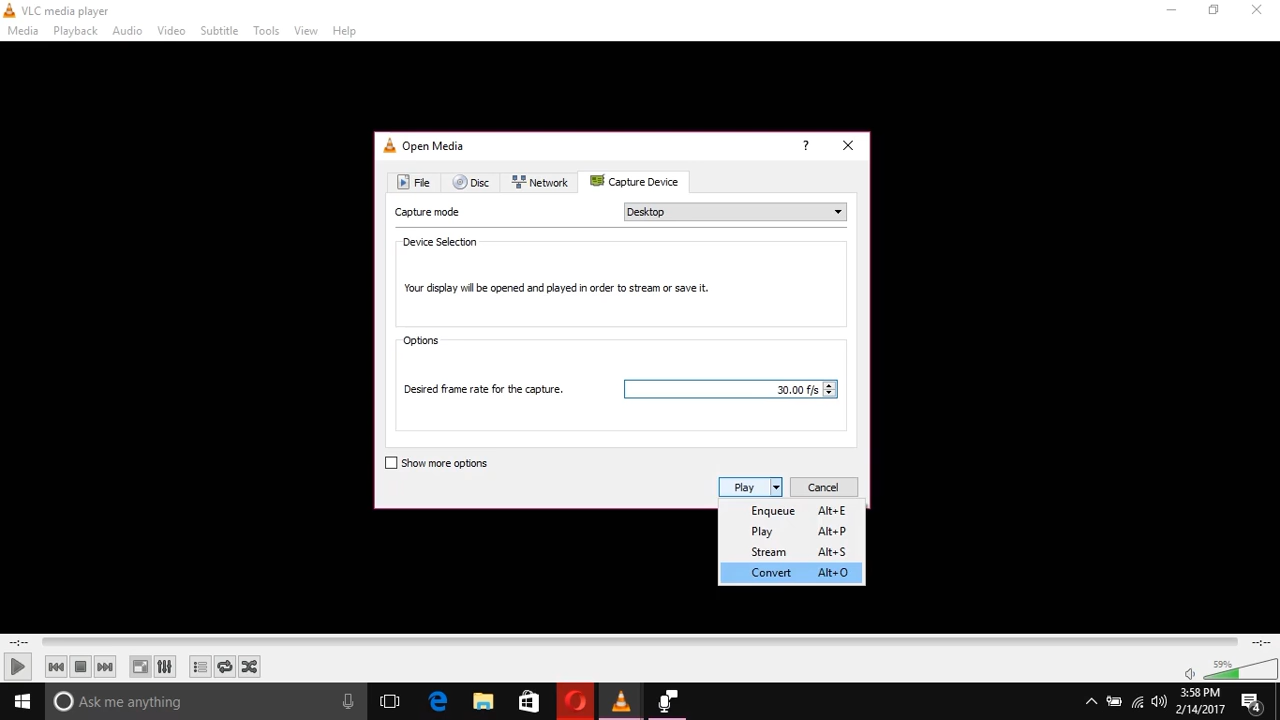 VLC media player
Media Playback Audio Video Subtitle Tools View Help
Open Media
?
File Disc Network Capture Device
Capture mode Desktop
Device Selection
Your display will be opened and played in order to stream or save it.
Options
Desired frame rate for the capture. 30.00 f/s
Show more options
Play Cancel
Enqueue Alt+E
Play Alt+P
Stream Alt+S
Convert Alt+O
--:-- --:--
59%
Ask me anything
3:58 PM
2/14/2017
4